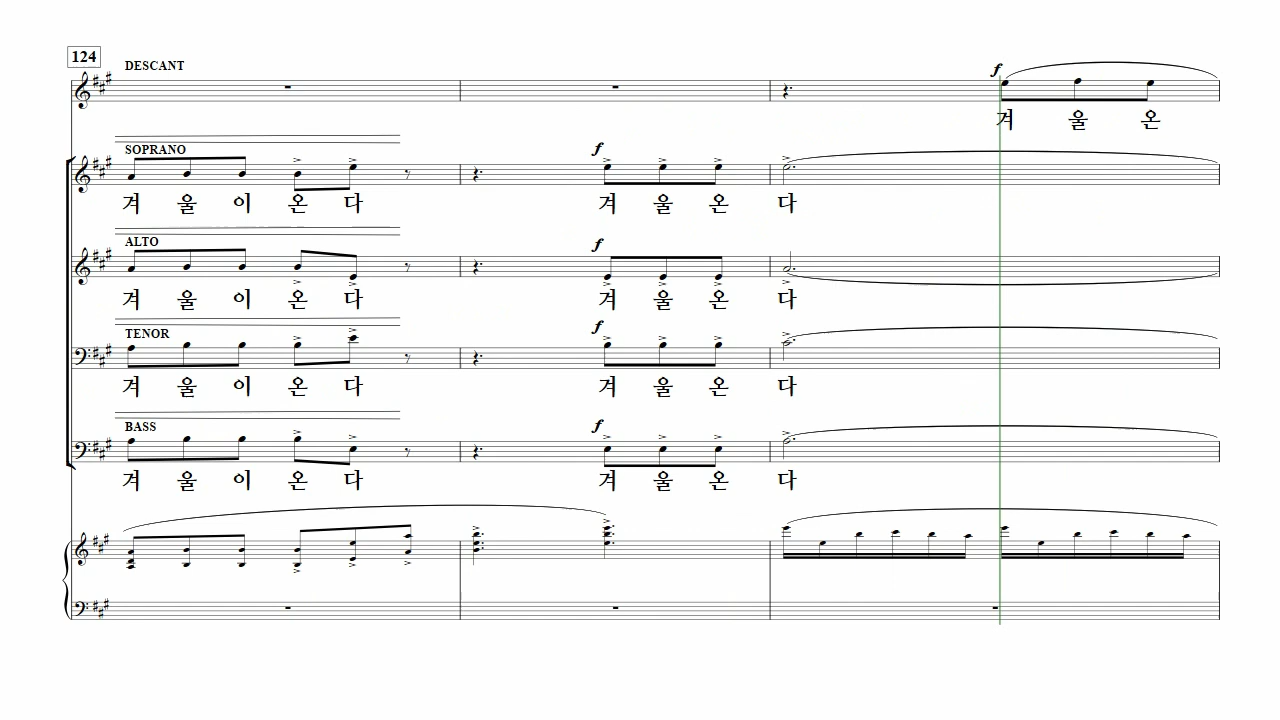 124
DESCANT
f
겨 울 온
SOPRANO
f
겨 울 이 온 다 겨 울 온 다
ALTO
f
겨 울 이 온 다 겨 울 온 다
TENOR
f
겨 울 이 온 다 겨 울 온 다
BASS
f
겨 울 이 온 다 겨 울 온 다